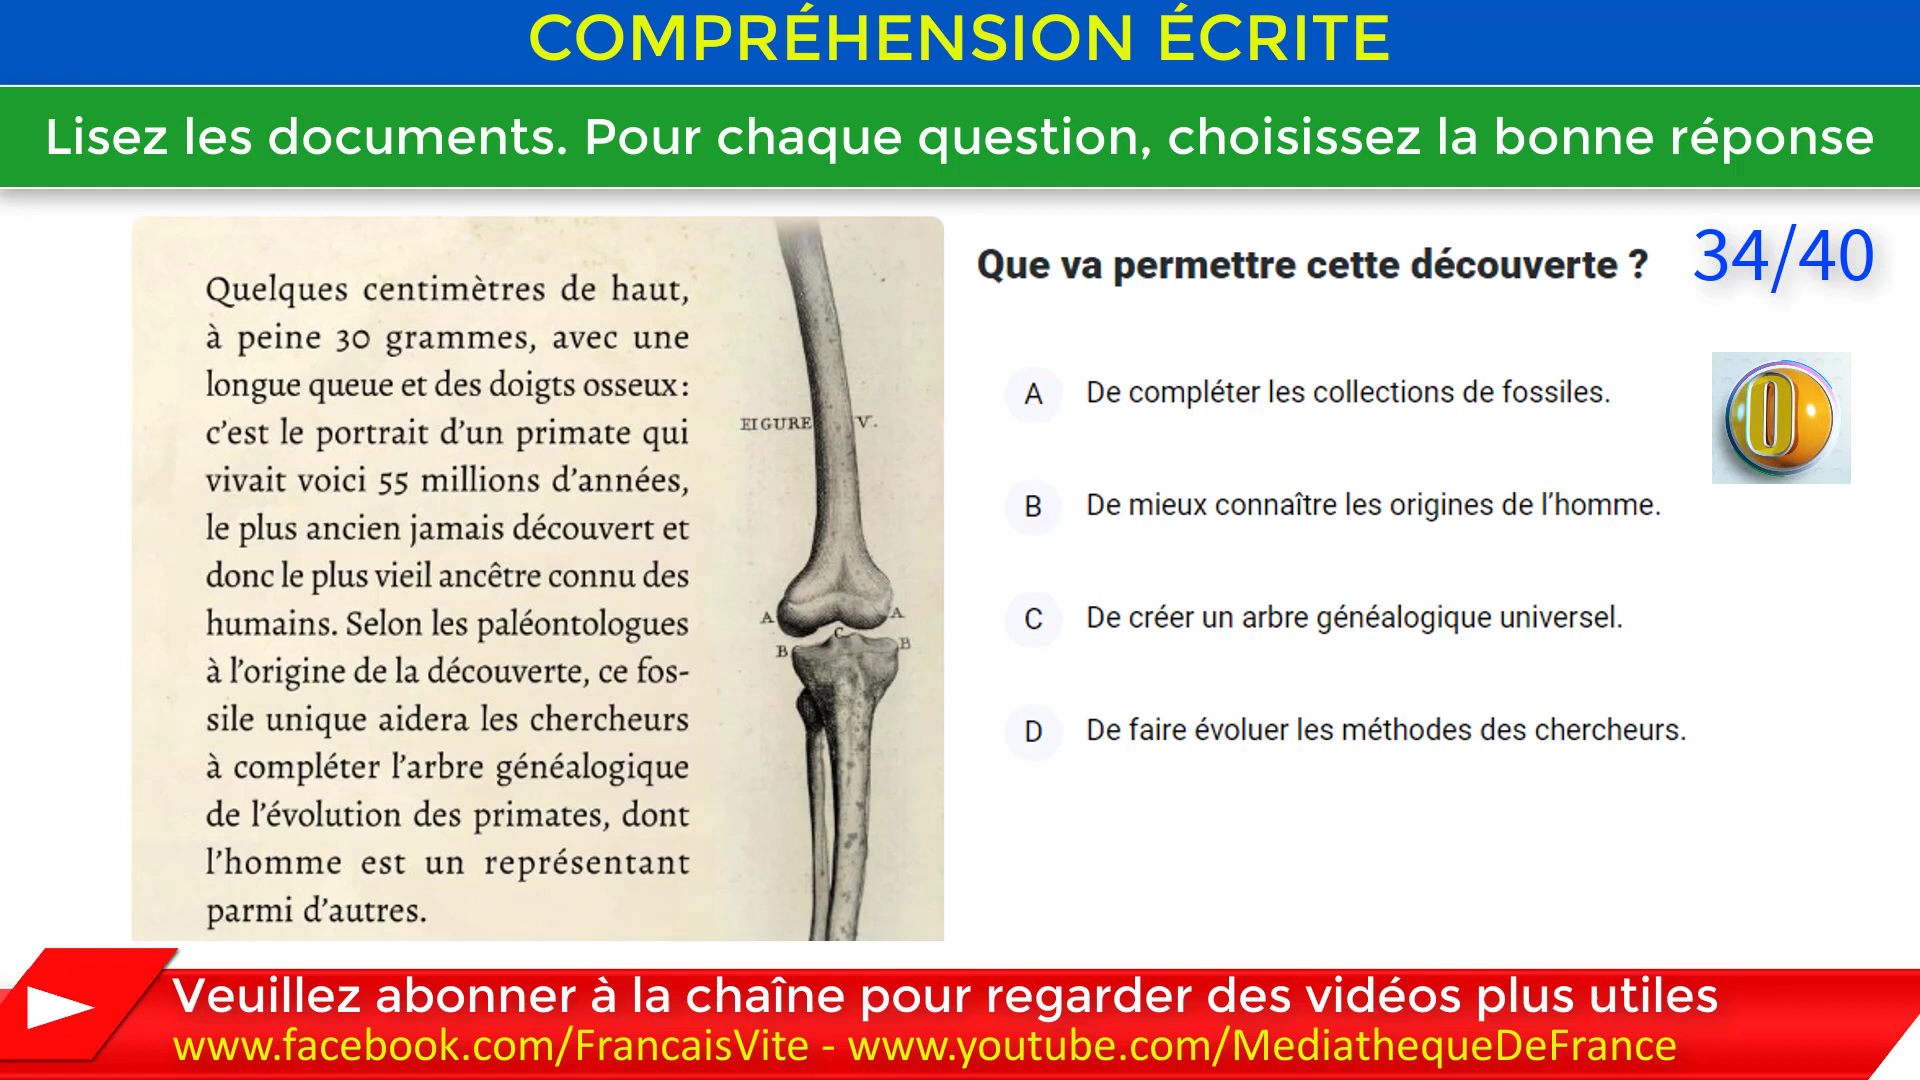 COMPRÉHENSION ÉCRITE
Lisez les documents. Pour chaque question, choisissez la bonne réponse
Quelques centimètres de haut,
à peine 30 grammes, avec une
longue queue et des doigts osseux :
c'est le portrait d'un primate qui
vivait voici 55 millions d'années,
le plus ancien jamais découvert et
donc le plus vieil ancêtre connu des
humains. Selon les paléontologues
à l'origine de la découverte, ce fos-
sile unique aidera les chercheurs
à compléter l'arbre généalogique
de l'évolution des primates, dont
l'homme est un représentant
parmi d'autres.
FIGURE V.
A A
C
B B
Que va permettre cette découverte ?
34/40
0
A De compléter les collections de fossiles.
B De mieux connaître les origines de l'homme.
C De créer un arbre généalogique universel.
D De faire évoluer les méthodes des chercheurs.
Veuillez abonner à la chaîne pour regarder des vidéos plus utiles
www.facebook.com/FrancaisVite - www.youtube.com/MediathequeDeFrance